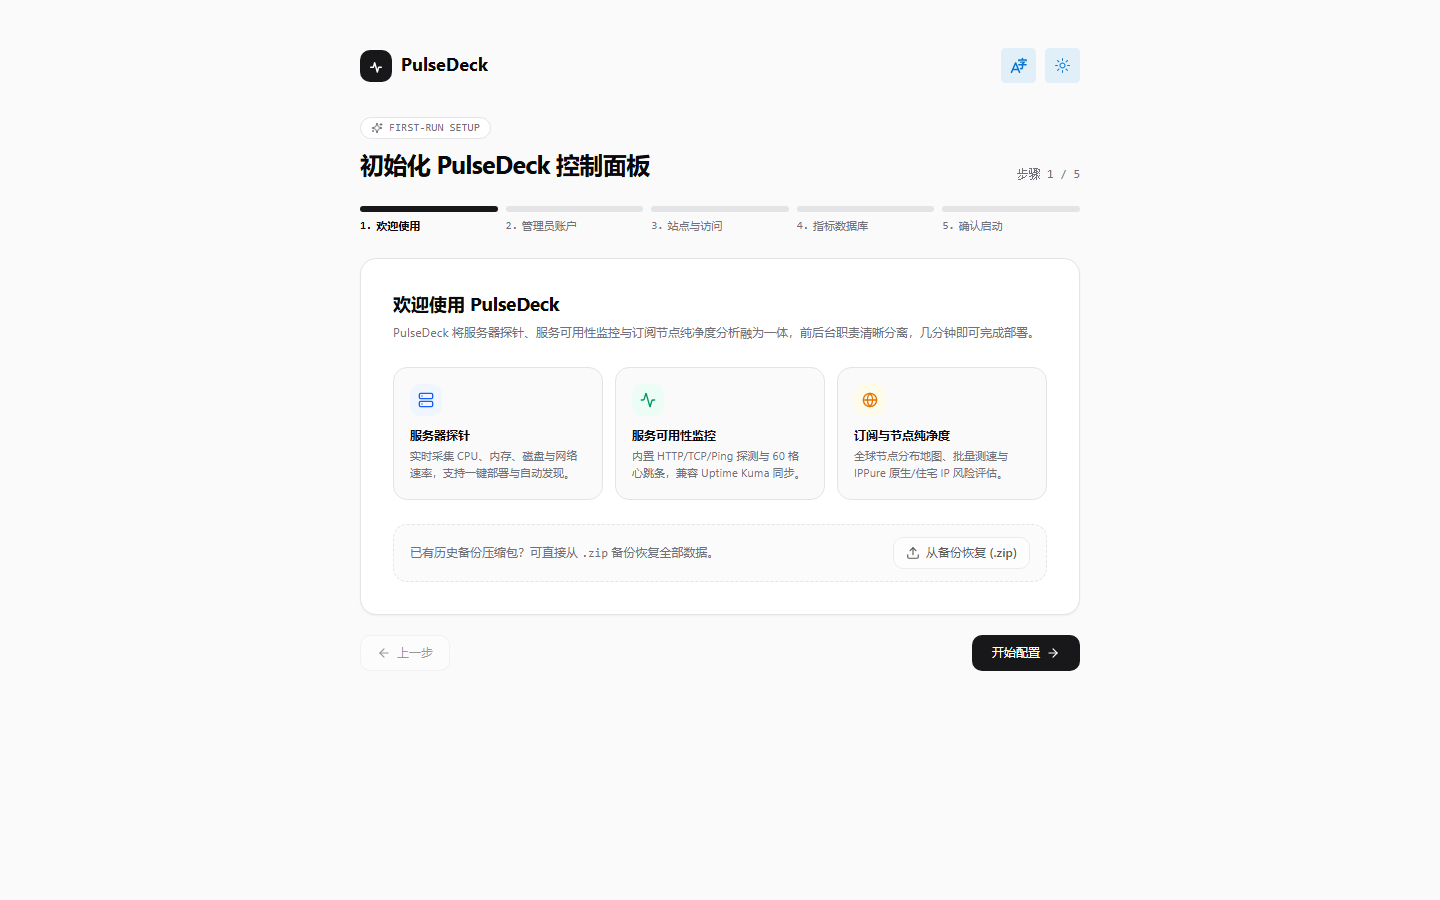 PulseDeck
FIRST-RUN SETUP
初始化 PulseDeck 控制面板
步骤 1 / 5
1. 欢迎使用
2. 管理员账户
3. 站点与访问
4. 指标数据库
5. 确认启动
欢迎使用 PulseDeck
PulseDeck 将服务器探针、服务可用性监控与订阅节点纯净度分析融为一体，前后台职责清晰分离，几分钟即可完成部署。
服务器探针
实时采集 CPU、内存、磁盘与网络
速率，支持一键部署与自动发现。
服务可用性监控
内置 HTTP/TCP/Ping 探测与 60 格
心跳条，兼容 Uptime Kuma 同步。
订阅与节点纯净度
全球节点分布地图、批量测速与
IPPure 原生/住宅 IP 风险评估。
已有历史备份压缩包？可直接从 .zip 备份恢复全部数据。
从备份恢复 (.zip)
上一步
开始配置